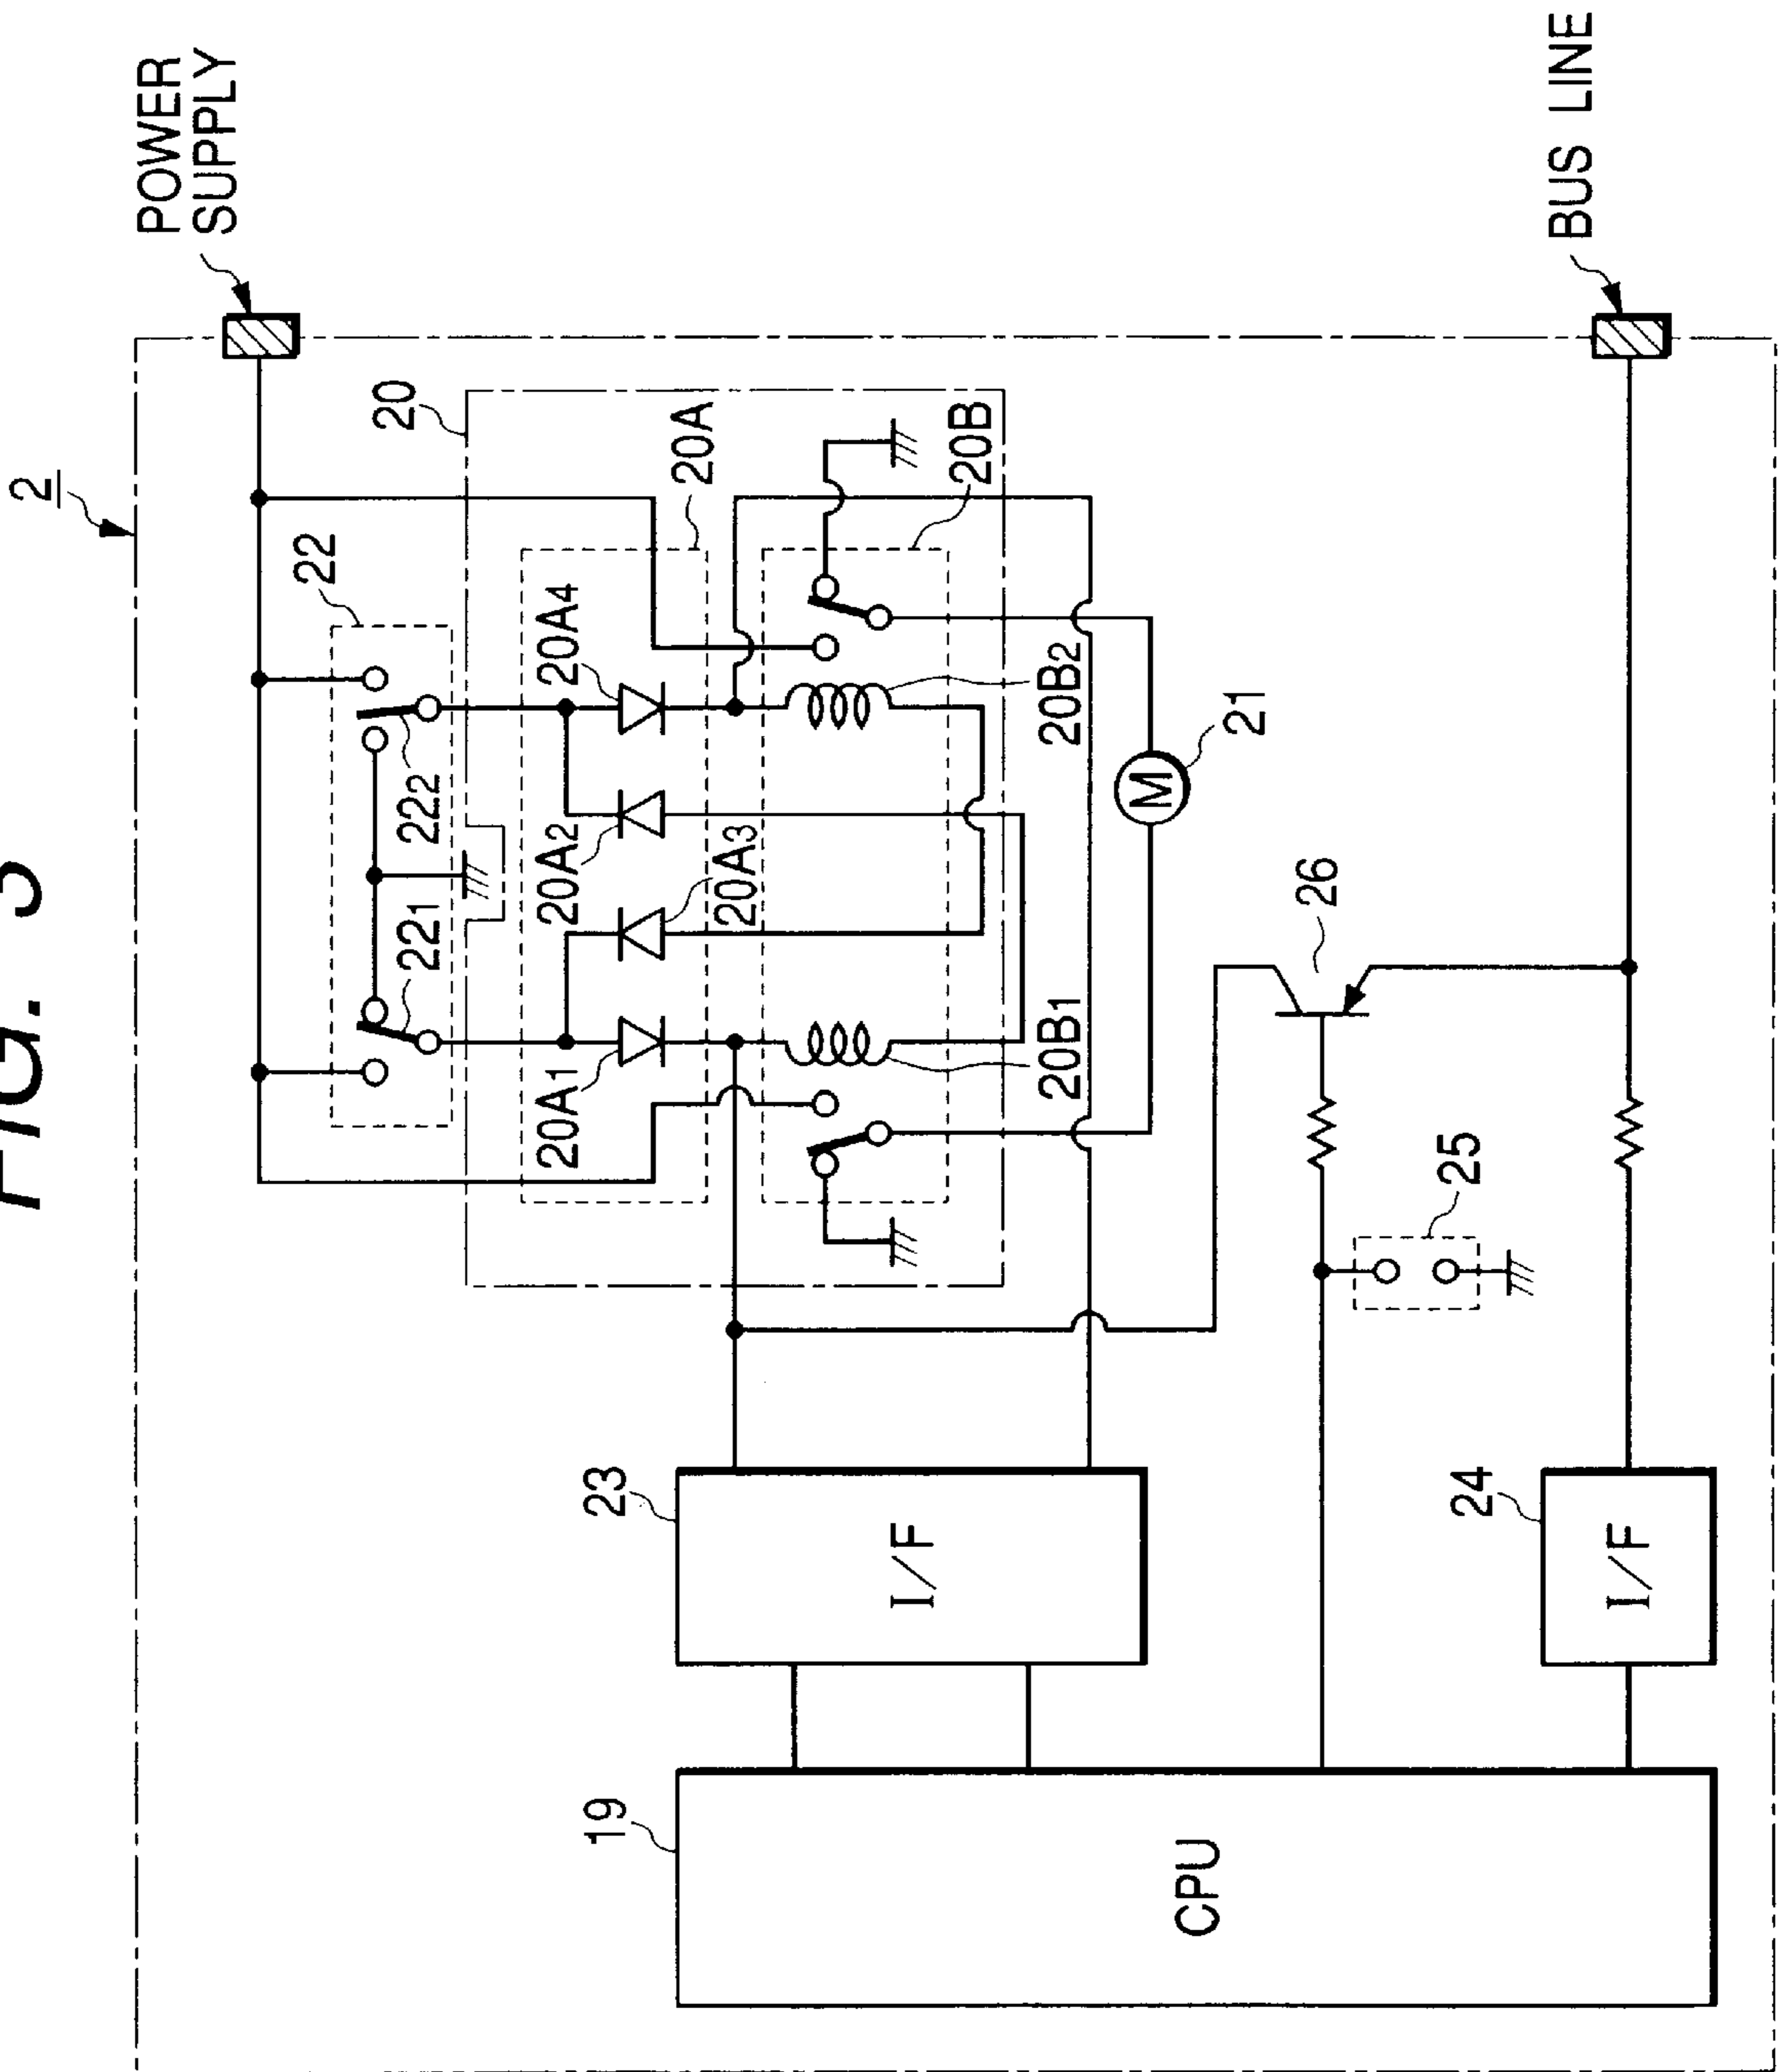 FIG. 3
2
POWER
SUPPLY
20
22
20A
20A4
222
20A2
221
20A3
20A1
20B
20B2
20B1
M
21
26
25
23
I/F
24
I/F
19
CPU
BUS LINE